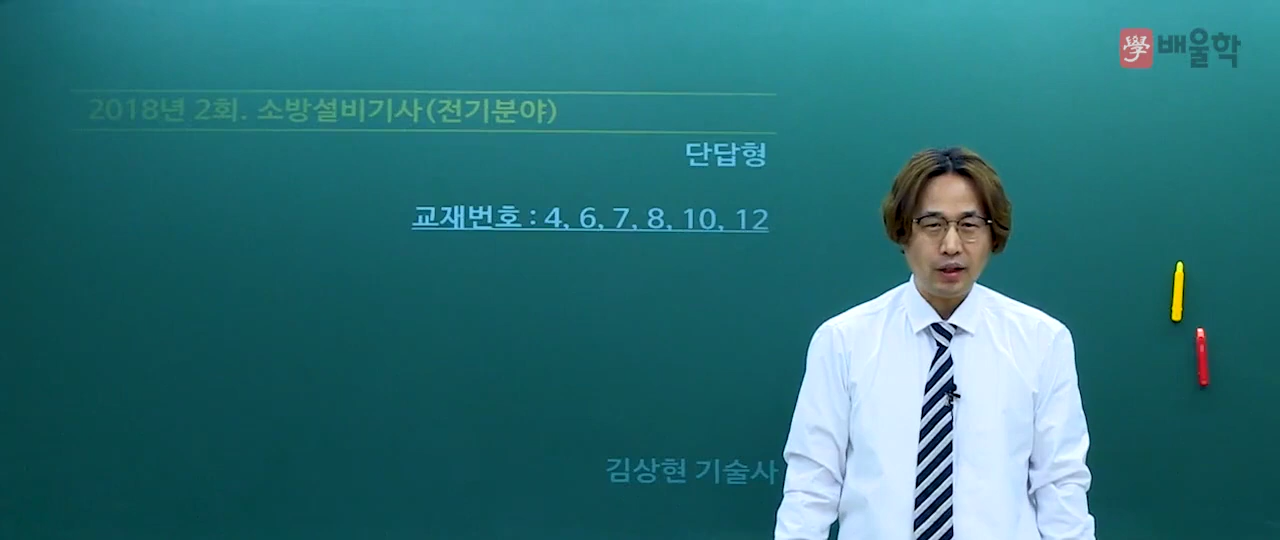 學 배울학
2018년 2회. 소방설비기사(전기분야)
단답형
교재번호 : 4, 6, 7, 8, 10, 12
김상현 기술사